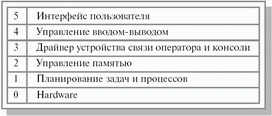 5 Интерфейс пользователя
4 Управление вводом-выводом
3 Драйвер устройства связи оператора и консоли
2 Управление памятью
1 Планирование задач и процессов
0 Hardware